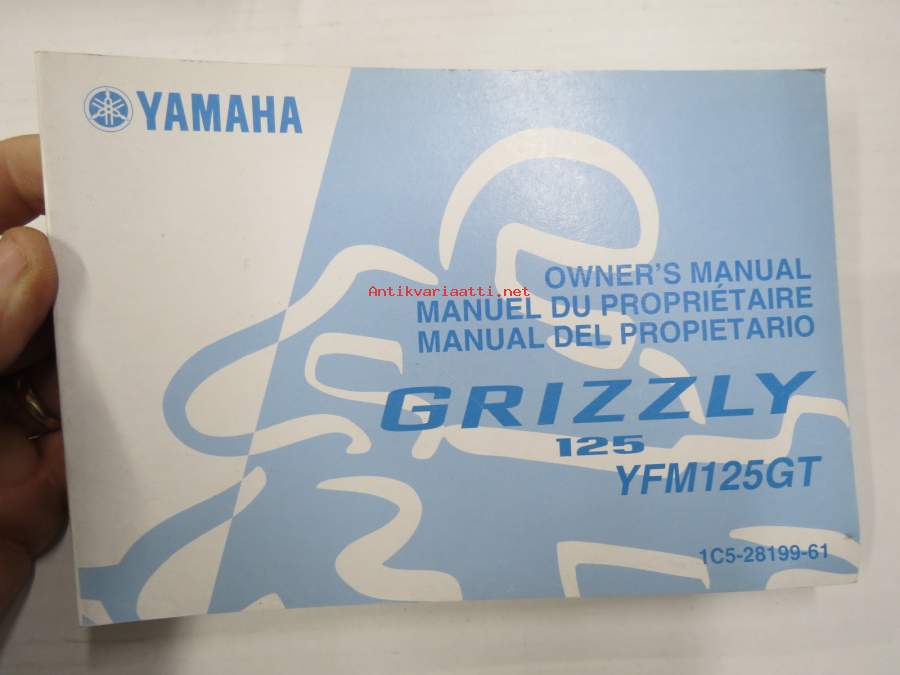 YAMAHA
OWNER'S MANUAL
Antikvariaatti.net
MANUEL DU PROPRIÉTAIRE
MANUAL DEL PROPIETARIO
GRIZZLY
125
YFM125GT
1C5-28199-61